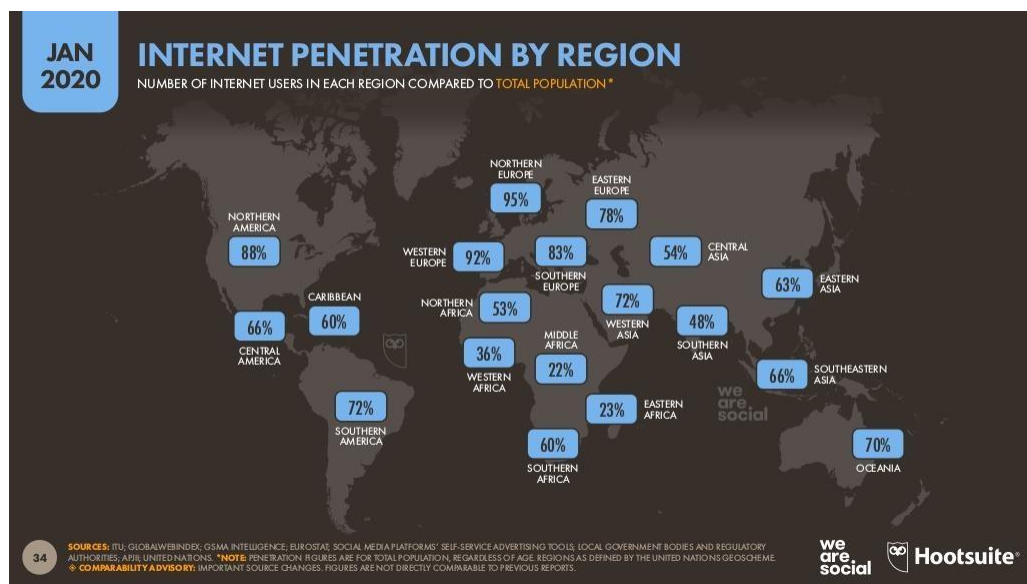 JAN
2020
INTERNET PENETRATION BY REGION
NUMBER OF INTERNET USERS IN EACH REGION COMPARED TO TOTAL POPULATION*
NORTHERN
EUROPE
95%
EASTERN
EUROPE
78%
NORTHERN
AMERICA
88%
WESTERN
EUROPE
92%
83%
SOUTHERN
EUROPE
54%
CENTRAL
ASIA
63%
EASTERN
ASIA
CARIBBEAN
60%
66%
CENTRAL
AMERICA
NORTHERN
AFRICA
53%
72%
WESTERN
ASIA
48%
SOUTHERN
ASIA
36%
WESTERN
AFRICA
MIDDLE
AFRICA
22%
66%
SOUTHEASTERN
ASIA
72%
SOUTHERN
AMERICA
23%
EASTERN
AFRICA
we
are
social
60%
SOUTHERN
AFRICA
70%
OCEANIA
34
SOURCES: ITU; GLOBALWEBINDEX; GSMA INTELLIGENCE; EUROSTAT; SOCIAL MEDIA PLATFORMS' SELF-SERVICE ADVERTISING TOOLS; LOCAL GOVERNMENT BODIES AND REGULATORY
AUTHORITIES; APJII; UNITED NATIONS. *NOTE: PENETRATION FIGURES ARE FOR TOTAL POPULATION, REGARDLESS OF AGE. REGIONS AS DEFINED BY THE UNITED NATIONS GEOSCHEME.
COMPARABILITY ADVISORY: IMPORTANT SOURCE CHANGES. FIGURES ARE NOT DIRECTLY COMPARABLE TO PREVIOUS REPORTS.
we
are
social
Hootsuite®